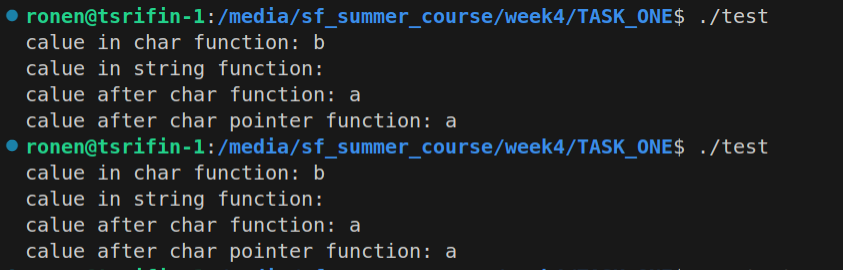 ronen@tsrifin-1:/media/sf_summer_course/week4/TASK_ONE$ ./test
calue in char function: b
calue in string function:
calue after char function: a
calue after char pointer function: a
ronen@tsrifin-1:/media/sf_summer_course/week4/TASK_ONE$ ./test
calue in char function: b
calue in string function:
calue after char function: a
calue after char pointer function: a